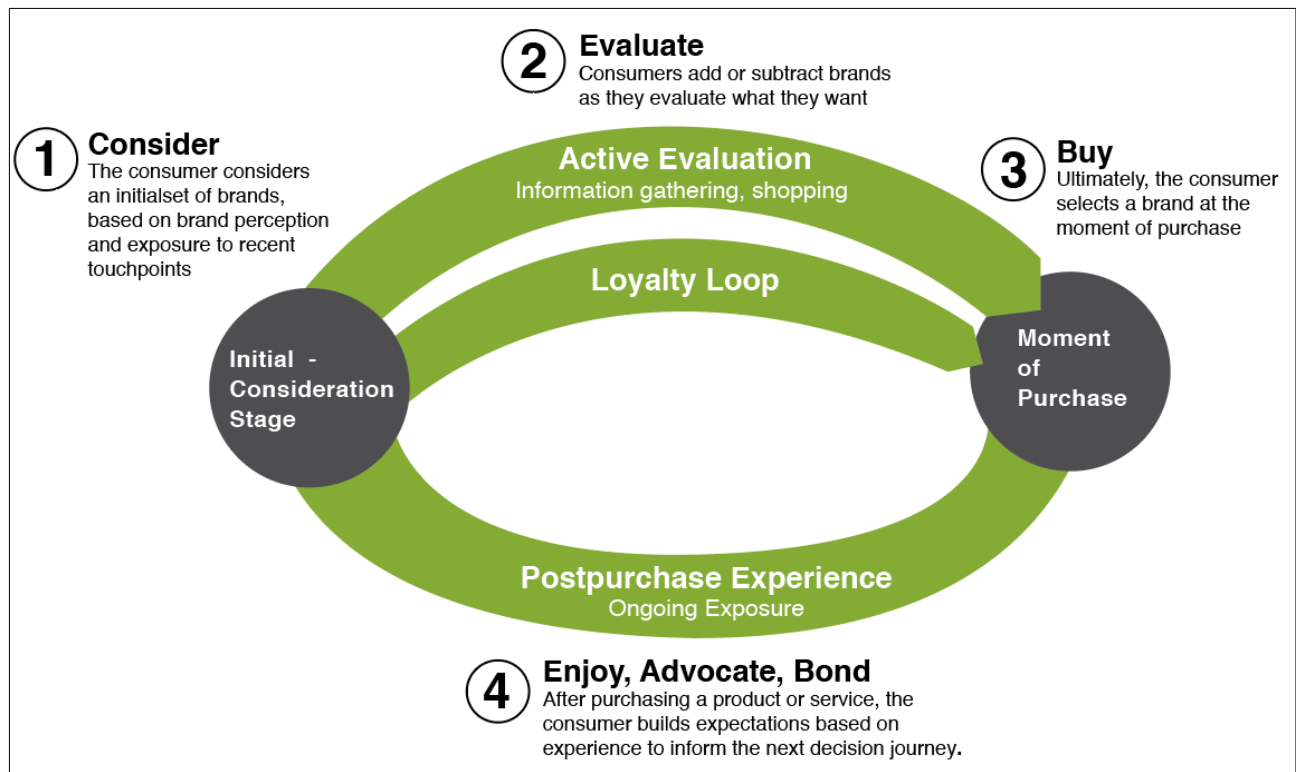 1
Consider
The consumer considers
an initialset of brands,
based on brand perception
and exposure to recent
touchpoints
2
Evaluate
Consumers add or subtract brands
as they evaluate what they want
3
Buy
Ultimately, the consumer
selects a brand at the
moment of purchase
Active Evaluation
Information gathering, shopping
Loyalty Loop
Initial -
Consideration
Stage
Moment
of
Purchase
Postpurchase Experience
Ongoing Exposure
4
Enjoy, Advocate, Bond
After purchasing a product or service, the
consumer builds expectations based on
experience to inform the next decision journey.